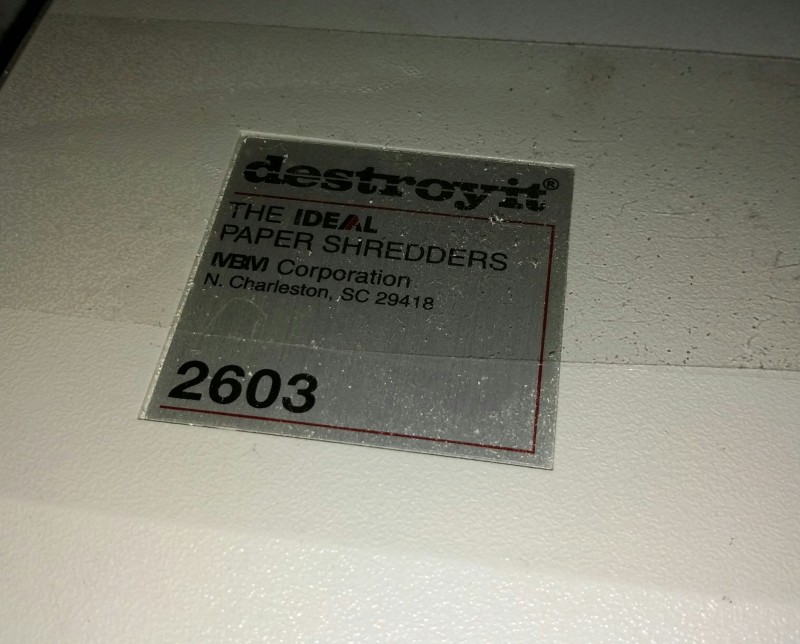 destroyit®
THE IDEAL
PAPER SHREDDERS
MBM Corporation
N. Charleston, SC 29418
2603